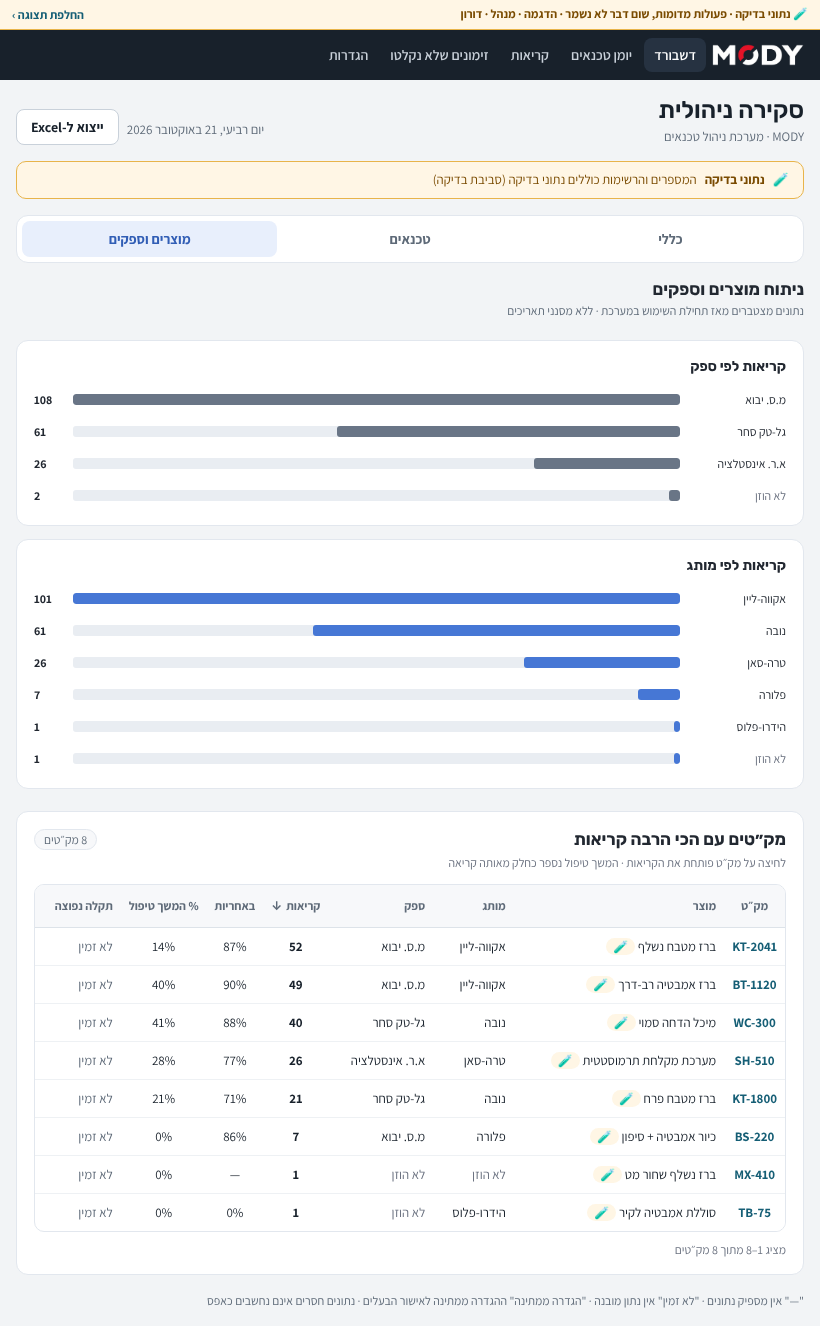 🧪 נתוני בדיקה · פעולות מדומות, שום דבר לא נשמר · הדגמה · מנהל · דורון
החלפת תצוגה ›
MODY
דשבורד
יומן טכנאים
קריאות
זימונים שלא נקלטו
הגדרות
סקירה ניהולית
MODY · מערכת ניהול טכנאים
יום רביעי, 21 באוקטובר 2026
ייצוא ל-Excel
🧪 נתוני בדיקה המספרים והרשימות כוללים נתוני בדיקה (סביבת בדיקה)
כללי
טכנאים
מוצרים וספקים
ניתוח מוצרים וספקים
נתונים מצטברים מאז תחילת השימוש במערכת · ללא מסנני תאריכים
קריאות לפי ספק
מ.ס. יבוא 108
גל-טק סחר 61
א.ר. אינסטלציה 26
לא הוזן 2
קריאות לפי מותג
אקווה-ליין 101
נובה 61
טרה-סאן 26
פלורה 7
הידרו-פלוס 1
לא הוזן 1
מק״טים עם הכי הרבה קריאות
8 מק״טים
לחיצה על מק״ט פותחת את הקריאות · המשך טיפול נספר כחלק מאותה קריאה
מק״ט מוצר מותג ספק קריאות ↓ באחריות % המשך טיפול תקלה נפוצה
KT-2041 ברז מטבח נשלף 🧪 אקווה-ליין מ.ס. יבוא 52 87% 14% לא זמין
BT-1120 ברז אמבטיה רב-דרך 🧪 אקווה-ליין מ.ס. יבוא 49 90% 40% לא זמין
WC-300 מיכל הדחה סמוי 🧪 נובה גל-טק סחר 40 88% 41% לא זמין
SH-510 מערכת מקלחת תרמוסטטית 🧪 טרה-סאן א.ר. אינסטלציה 26 77% 28% לא זמין
KT-1800 ברז מטבח פרח 🧪 נובה גל-טק סחר 21 71% 21% לא זמין
BS-220 כיור אמבטיה + סיפון 🧪 פלורה מ.ס. יבוא 7 86% 0% לא זמין
MX-410 ברז נשלף שחור מט 🧪 לא הוזן לא הוזן 1 — 0% לא זמין
TB-75 סוללת אמבטיה לקיר 🧪 הידרו-פלוס לא הוזן 1 0% 0% לא זמין
מציג 1–8 מתוך 8 מק״טים
"—" אין מספיק נתונים · "לא זמין" אין נתון מובנה · "הגדרה ממתינה" ההגדרה ממתינה לאישור הבעלים · נתונים חסרים אינם נחשבים כאפס